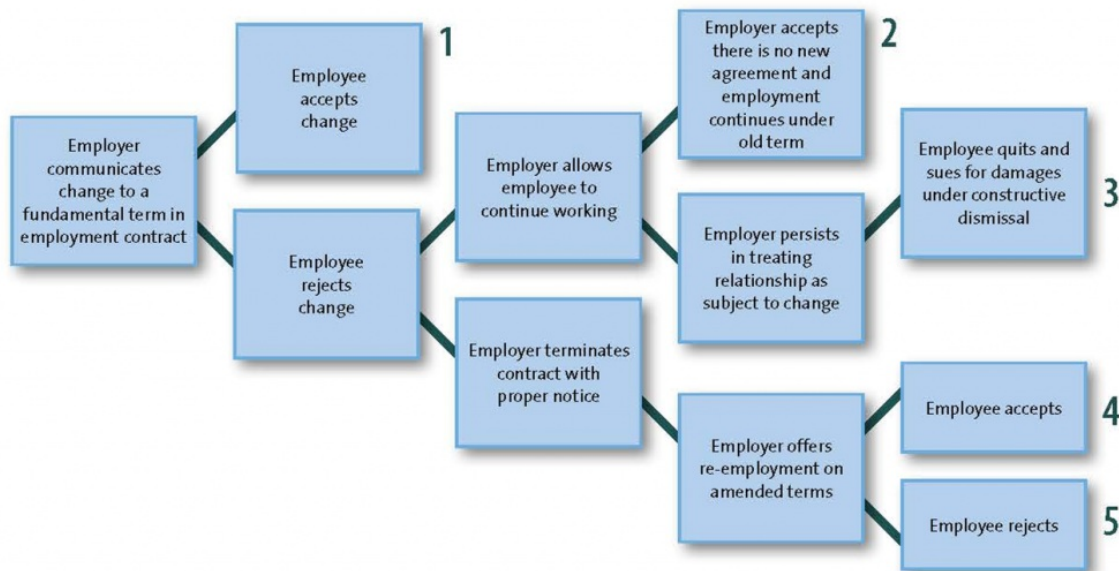 Employer
communicates
change to a
fundamental term in
employment contract
Employee
accepts
change
1
Employee
rejects
change
Employer allows
employee to
continue working
Employer terminates
contract with
proper notice
Employer accepts
there is no new
agreement and
employment
continues under
old term
2
Employer persists
in treating
relationship as
subject to change
Employer offers
re-employment on
amended terms
Employee quits and
sues for damages
under constructive
dismissal
3
Employee accepts
4
Employee rejects
5